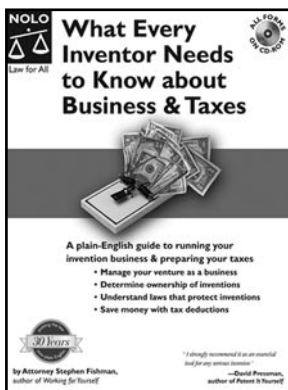 NOLO
Law for All
What Every
Inventor Needs
to Know about
Business & Taxes
ALL FORMS
ON CD-ROM
A plain-English guide to running your
invention business & preparing your taxes
• Manage your venture as a business
• Determine ownership of inventions
• Understand laws that protect inventions
• Save money with tax deductions
30 Years
by Attorney Stephen Fishman,
author of Working for Yourself
"I strongly recommend it as an essential
tool for any serious inventor."
—David Pressman,
author of Patent It Yourself